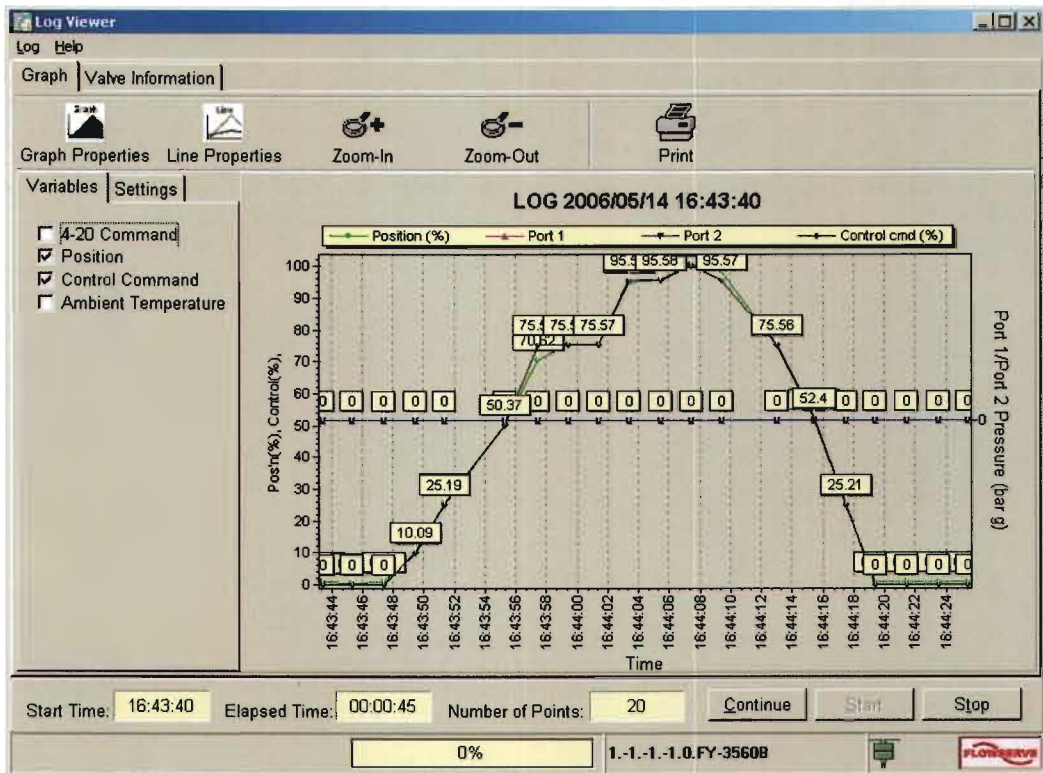 Log Viewer
Log Help
Graph Valve Information
Graph Line
Graph Properties Line Properties Zoom-In Zoom-Out Print
Variables Settings
4-20 Command
Position
Control Command
Ambient Temperature
LOG 2006/05/14 16:43:40
Position (%) Port 1 Port 2 Control cmd (%)
100 95.58 95.57
90
80 75.57 75.56
70 70.62
60 0 0 0 0 0 0 0 0 0 0 0 0 0 0 0 0
50.37 52.4
50 0
40
30 25.19 25.21
20
10 10.09
0 0 0 0 0 0 0 0
Pos'n(%), Control(%),
Port 1/Port 2 Pressure (bar g)
16:43:44 16:43:46 16:43:48 16:43:50 16:43:52 16:43:54 16:43:56 16:43:58 16:44:00 16:44:02 16:44:04 16:44:06 16:44:08 16:44:10 16:44:12 16:44:14 16:44:16 16:44:18 16:44:20 16:44:22 16:44:24
Time
Start Time: 16:43:40 Elapsed Time: 00:00:45 Number of Points: 20 Continue Start Stop
0% 1.-1.-1.-1.0.FY-3560B FLOWSERVE